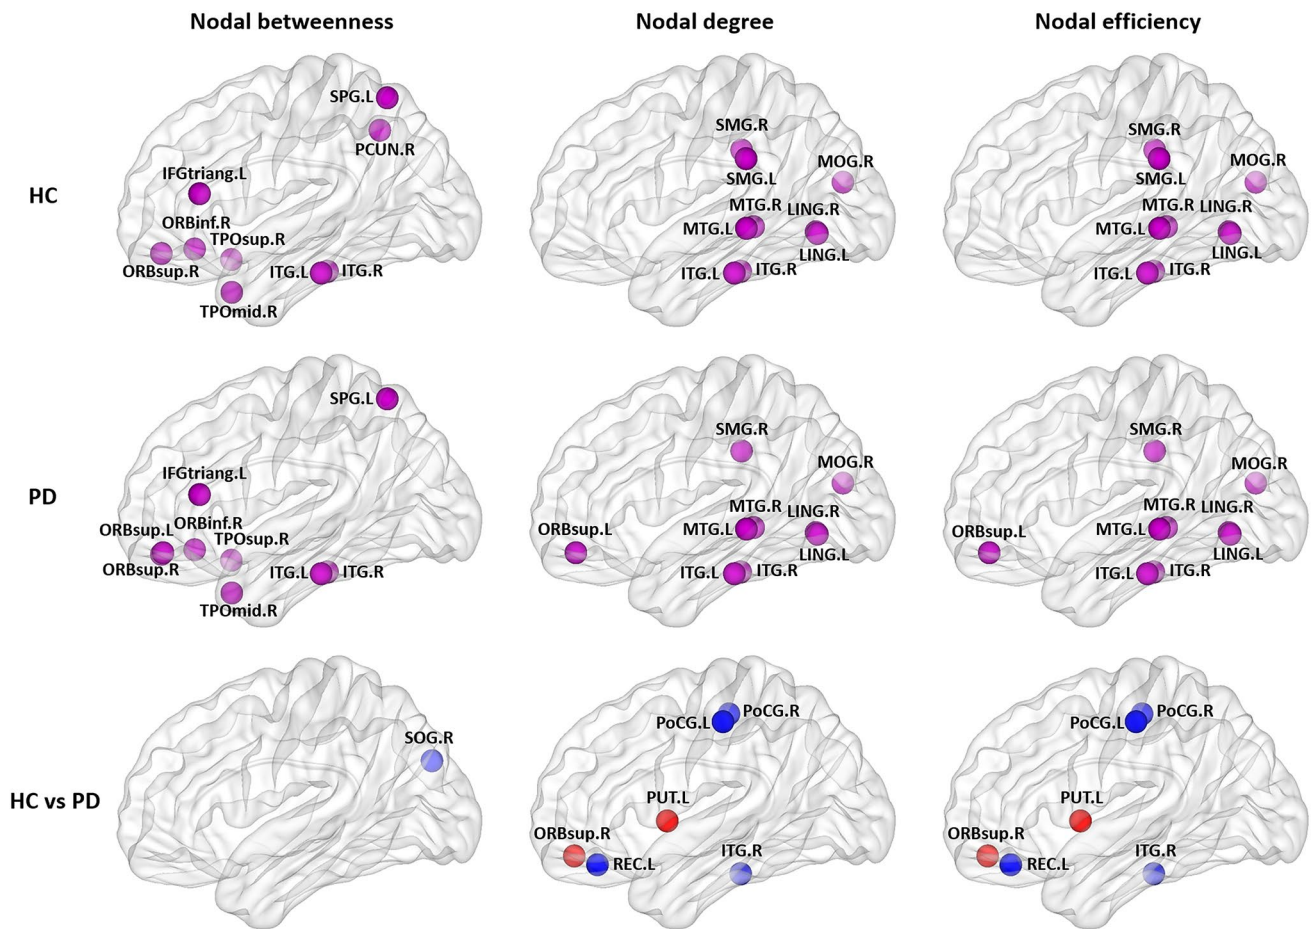 Nodal betweenness
Nodal degree
Nodal efficiency
HC
SPG.L
PCUN.R
IFGtriang.L
ORBinf.R
TPOsup.R
ORBsup.R
ITG.L
ITG.R
TPOmid.R
SMG.R
SMG.L
MOG.R
MTG.R
LING.R
MTG.L
LING.L
ITG.L
ITG.R
SMG.R
SMG.L
MOG.R
MTG.R
LING.R
MTG.L
LING.L
ITG.L
ITG.R
PD
SPG.L
IFGtriang.L
ORBsup.L
ORBinf.R
TPOsup.R
ORBsup.R
ITG.L
ITG.R
TPOmid.R
SMG.R
MOG.R
MTG.R
LING.R
ORBsup.L
MTG.L
LING.L
ITG.L
ITG.R
SMG.R
MOG.R
MTG.R
LING.R
ORBsup.L
MTG.L
LING.L
ITG.L
ITG.R
HC vs PD
SOG.R
PoCG.L
PoCG.R
PUT.L
ORBsup.R
REC.L
ITG.R
PoCG.L
PoCG.R
PUT.L
ORBsup.R
REC.L
ITG.R